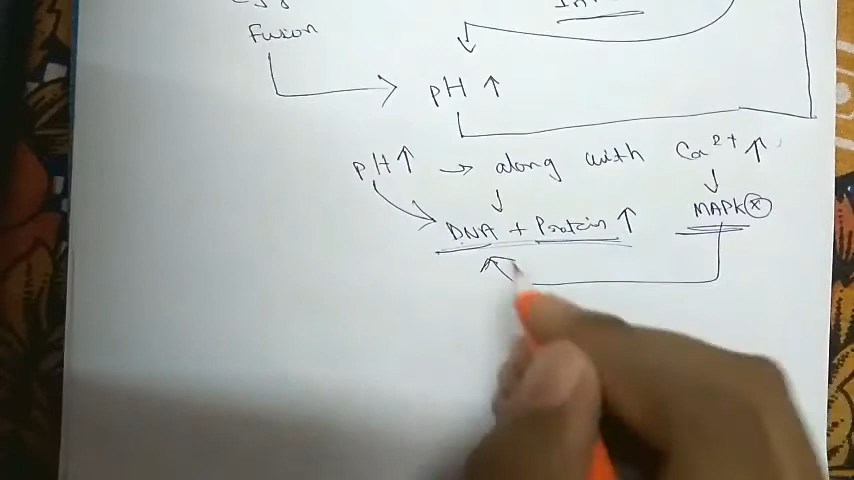 Fusion
pH ↑
pH ↑ → along with Ca²⁺ ↑
DNA + Protein ↑ MAPK ⓧ